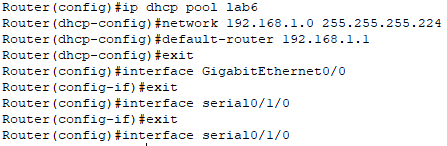 Router(config)#ip dhcp pool lab6
Router(dhcp-config)#network 192.168.1.0 255.255.255.224
Router(dhcp-config)#default-router 192.168.1.1
Router(dhcp-config)#exit
Router(config)#interface GigabitEthernet0/0
Router(config-if)#exit
Router(config)#interface serial0/1/0
Router(config-if)#exit
Router(config)#interface serial0/1/0